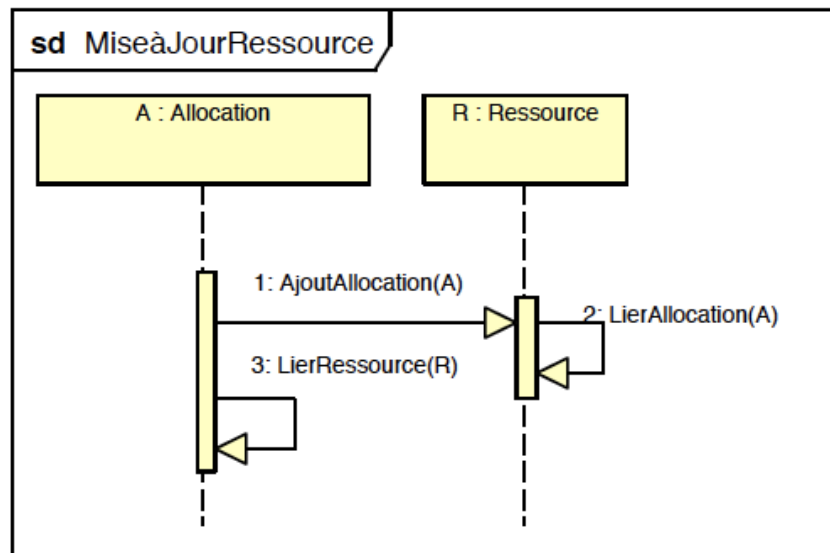 sd MiseàJourRessource
A : Allocation
R : Ressource
1: AjoutAllocation(A)
2: LierAllocation(A)
3: LierRessource(R)